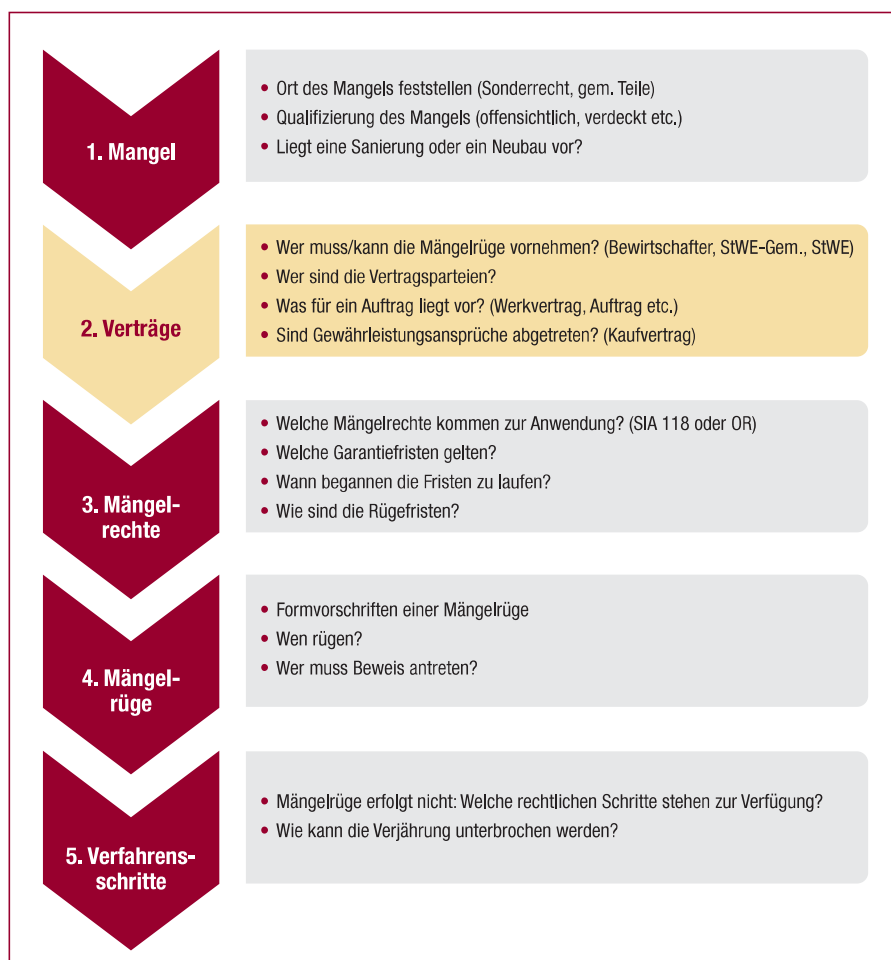 1. Mangel
• Ort des Mangels feststellen (Sonderrecht, gem. Teile)
• Qualifizierung des Mangels (offensichtlich, verdeckt etc.)
• Liegt eine Sanierung oder ein Neubau vor?
2. Verträge
• Wer muss/kann die Mängelrüge vornehmen? (Bewirtschafter, StWE-Gem., StWE)
• Wer sind die Vertragsparteien?
• Was für ein Auftrag liegt vor? (Werkvertrag, Auftrag etc.)
• Sind Gewährleistungsansprüche abgetreten? (Kaufvertrag)
3. Mängel-
rechte
• Welche Mängelrechte kommen zur Anwendung? (SIA 118 oder OR)
• Welche Garantiefristen gelten?
• Wann begannen die Fristen zu laufen?
• Wie sind die Rügefristen?
4. Mängel-
rüge
• Formvorschriften einer Mängelrüge
• Wen rügen?
• Wer muss Beweis antreten?
5. Verfahrens-
schritte
• Mängelrüge erfolgt nicht: Welche rechtlichen Schritte stehen zur Verfügung?
• Wie kann die Verjährung unterbrochen werden?